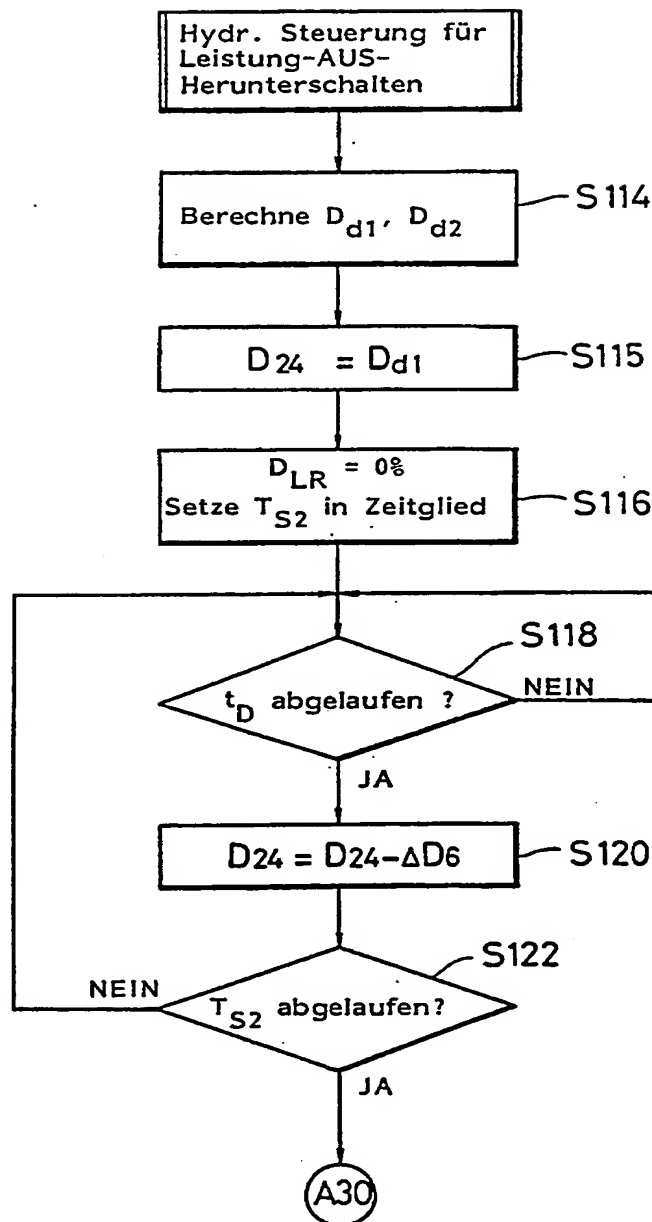 Hydr. Steuerung für
Leistung-AUS-
Herunterschalten
Berechne Dd1, Dd2
S114
D24 = Dd1
S115
DLR = 0%
Setze TS2 in Zeitglied
S116
S118
tD abgelaufen ?
NEIN
JA
D24 = D24-ΔD6
S120
S122
NEIN
TS2 abgelaufen?
JA
A30